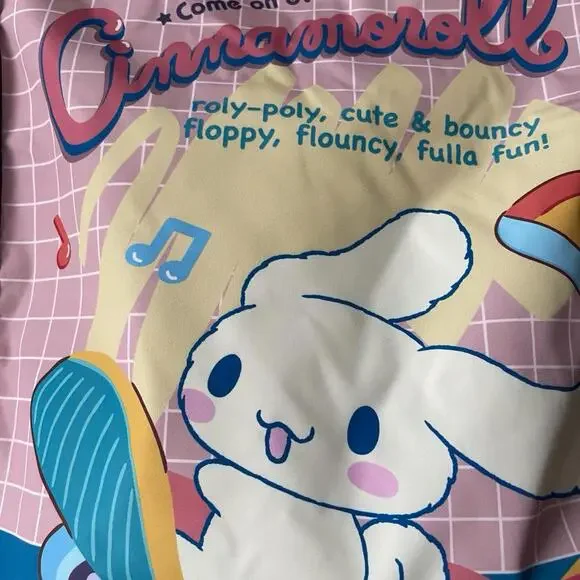 Come on
Cinnamoroll
roly-poly, cute & bouncy
floppy, flouncy, fulla fun!